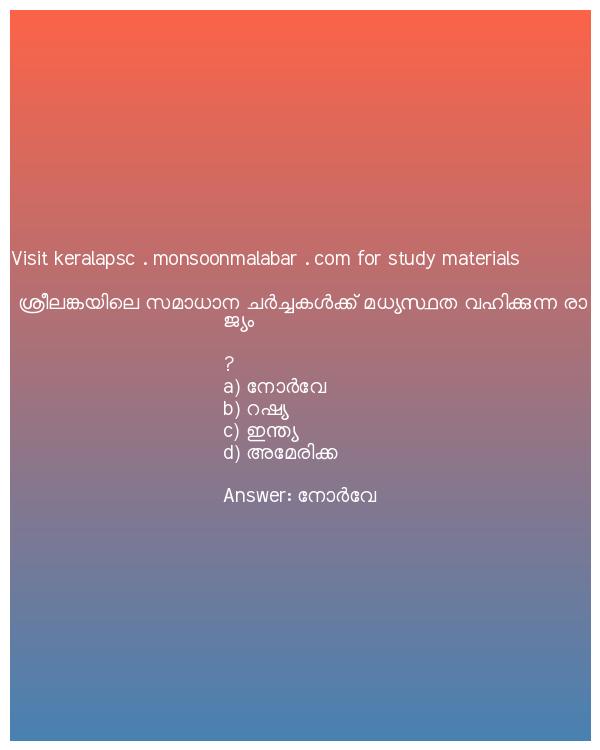 Visit keralapsc . monsoonmalabar . com for study materials
ശ്രീലങ്കയിലെ സമാധാന ചർച്ചകൾക്ക് മധ്യസ്ഥത വഹിക്കുന്ന രാ
ജ്യം
?
a) നോർവേ
b) റഷ്യ
c) ഇന്ത്യ
d) അമേരിക്ക
Answer: നോർവേ